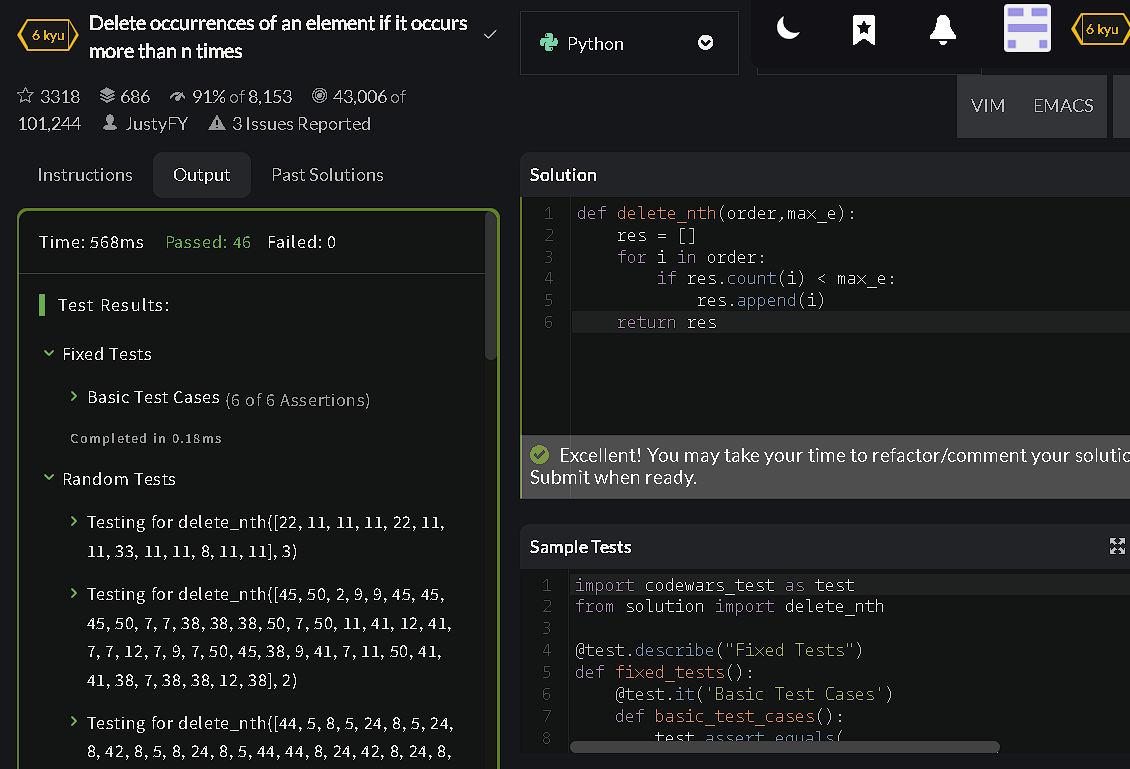 6 kyu
Delete occurrences of an element if it occurs
more than n times
3318 686 91% of 8,153 43,006 of
101,244 JustyFY 3 Issues Reported
Python
6 kyu
VIM EMACS
Instructions Output Past Solutions
Time: 568ms Passed: 46 Failed: 0
Test Results:
Fixed Tests
Basic Test Cases (6 of 6 Assertions)
Completed in 0.18ms
Random Tests
Testing for delete_nth([22, 11, 11, 11, 22, 11,
11, 33, 11, 11, 8, 11, 11], 3)
Testing for delete_nth([45, 50, 2, 9, 9, 45, 45,
45, 50, 7, 7, 38, 38, 38, 50, 7, 50, 11, 41, 12, 41,
7, 7, 12, 7, 9, 7, 50, 45, 38, 9, 41, 7, 11, 50, 41,
41, 38, 7, 38, 38, 12, 38], 2)
Testing for delete_nth([44, 5, 8, 5, 24, 8, 5, 24,
8, 42, 8, 5, 8, 24, 8, 5, 44, 44, 8, 24, 42, 8, 24, 8,
Solution
1 def delete_nth(order,max_e):
2 res = []
3 for i in order:
4 if res.count(i) < max_e:
5 res.append(i)
6 return res
Excellent! You may take your time to refactor/comment your solutio
Submit when ready.
Sample Tests
1 import codewars_test as test
2 from solution import delete_nth
3
4 @test.describe("Fixed Tests")
5 def fixed_tests():
6 @test.it('Basic Test Cases')
7 def basic_test_cases():
8 test.assert_equals(